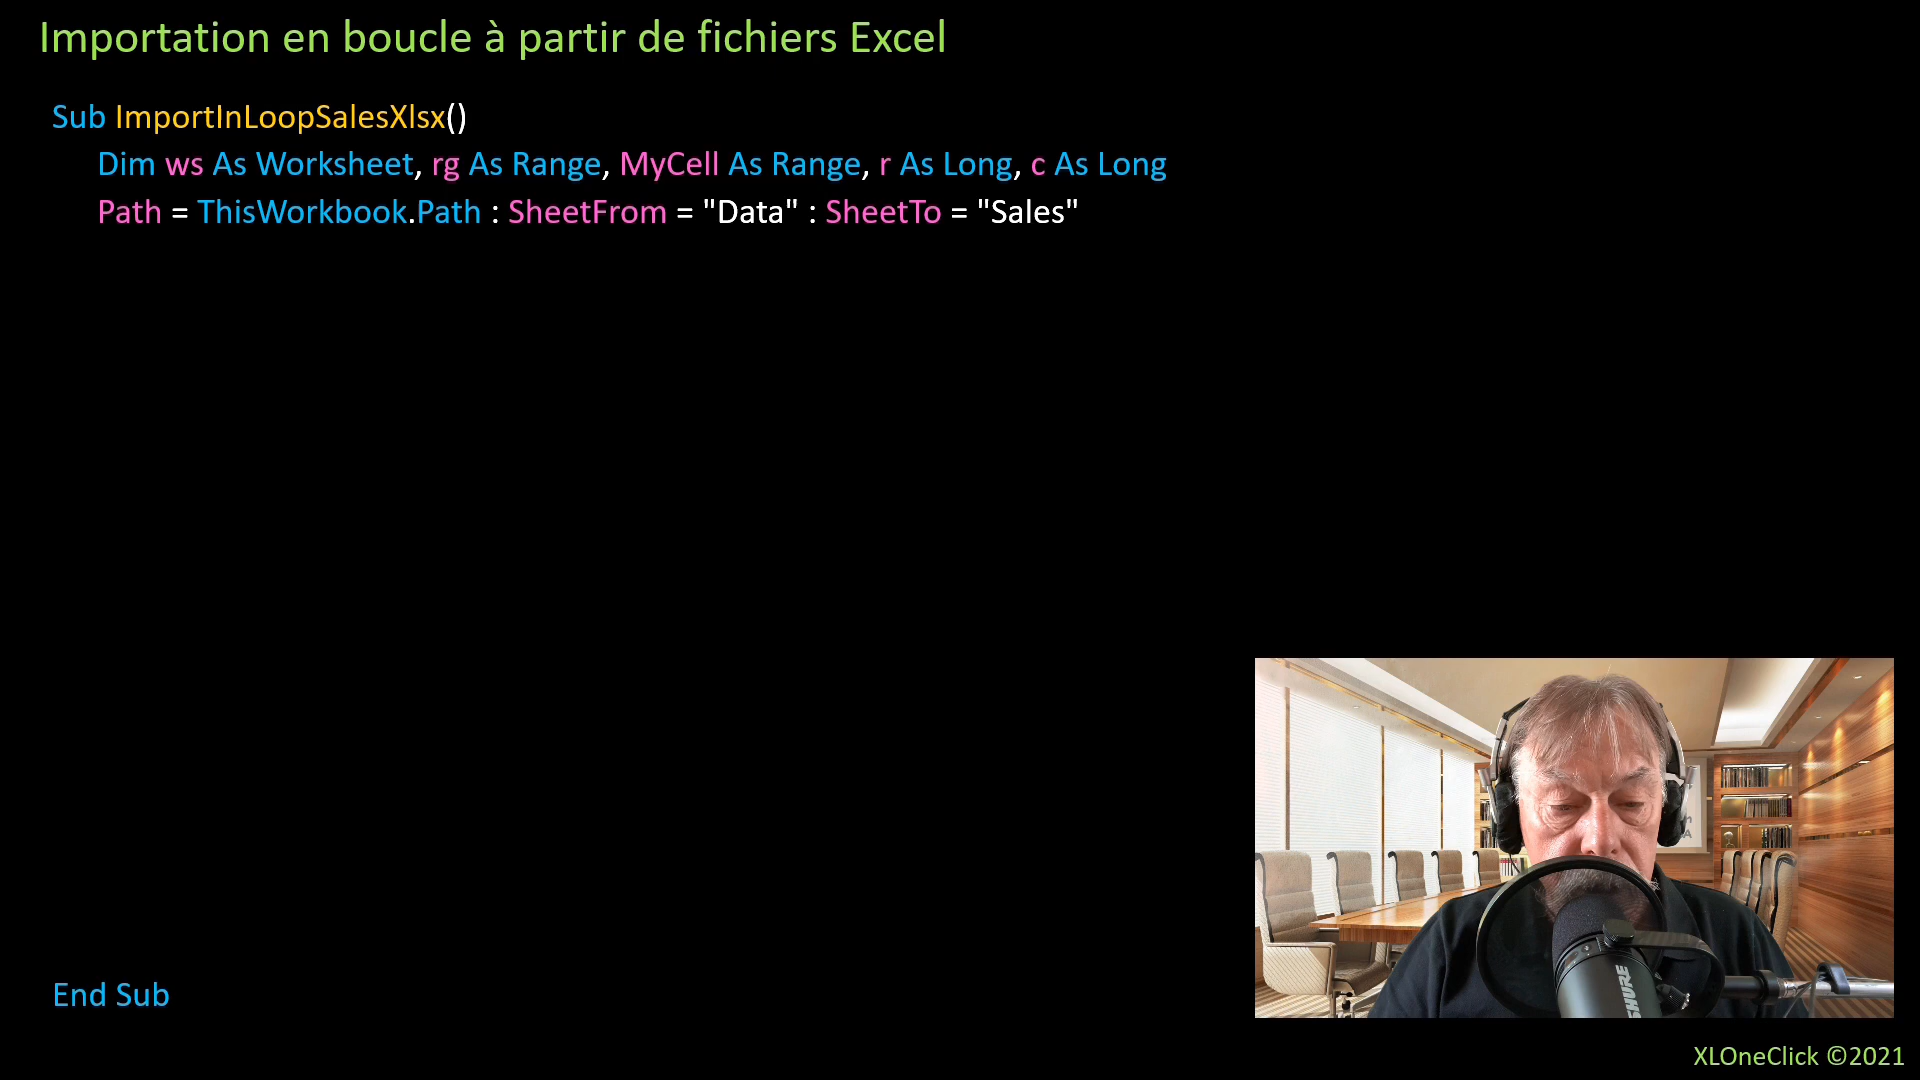 Importation en boucle à partir de fichiers Excel
Sub ImportInLoopSalesXlsx()
Dim ws As Worksheet, rg As Range, MyCell As Range, r As Long, c As Long
Path = ThisWorkbook.Path : SheetFrom = "Data" : SheetTo = "Sales"
End Sub
SHURE
XLOneClick ©2021